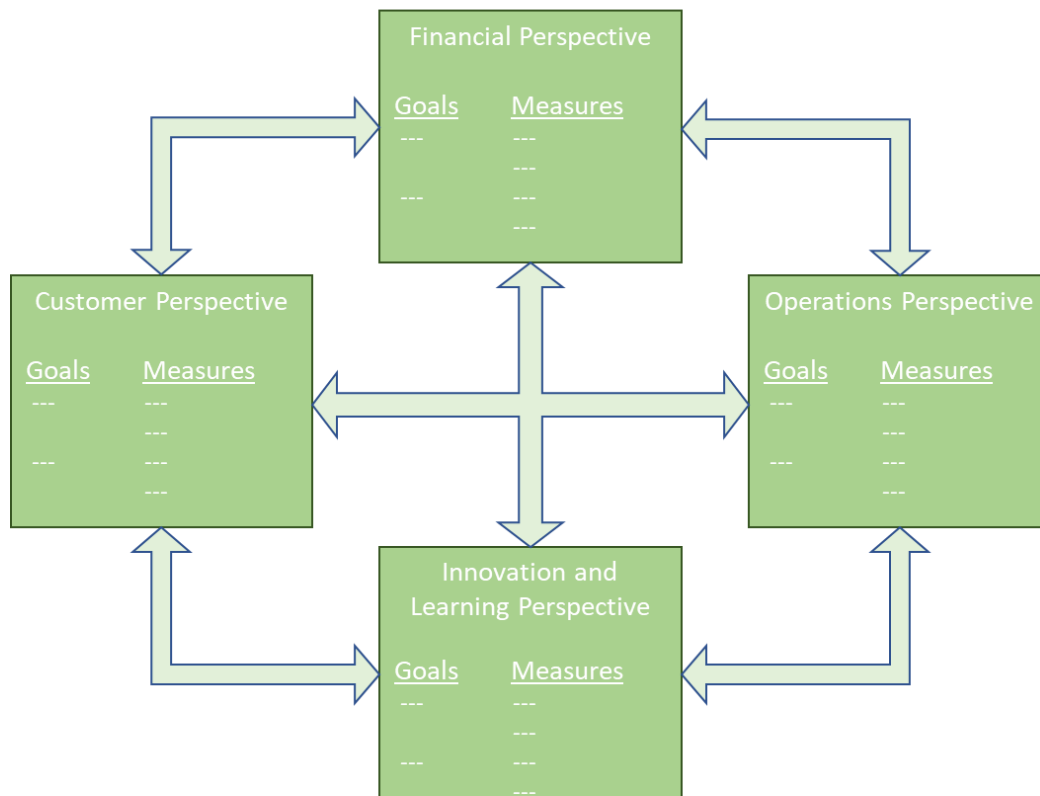 Financial Perspective
Goals Measures
--- ---
---
--- ---
---
Customer Perspective
Goals Measures
--- ---
---
--- ---
---
Operations Perspective
Goals Measures
--- ---
---
--- ---
---
Innovation and
Learning Perspective
Goals Measures
--- ---
---
--- ---
---